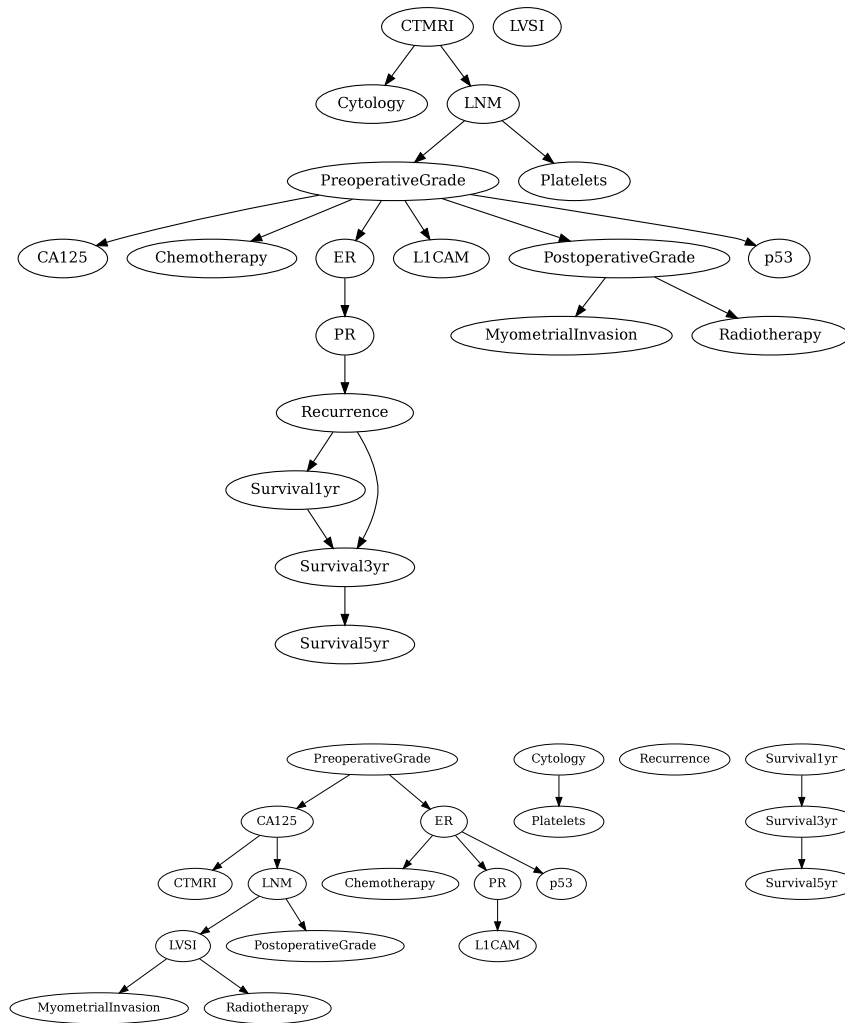 CTMRI LVSI
Cytology LNM
PreoperativeGrade Platelets
CA125 Chemotherapy ER L1CAM PostoperativeGrade p53
PR MyometrialInvasion Radiotherapy
Recurrence
Survival1yr
Survival3yr
Survival5yr
PreoperativeGrade Cytology Recurrence Survival1yr
CA125 ER Platelets Survival3yr
CTMRI LNM Chemotherapy PR p53 Survival5yr
LVSI PostoperativeGrade L1CAM
MyometrialInvasion Radiotherapy